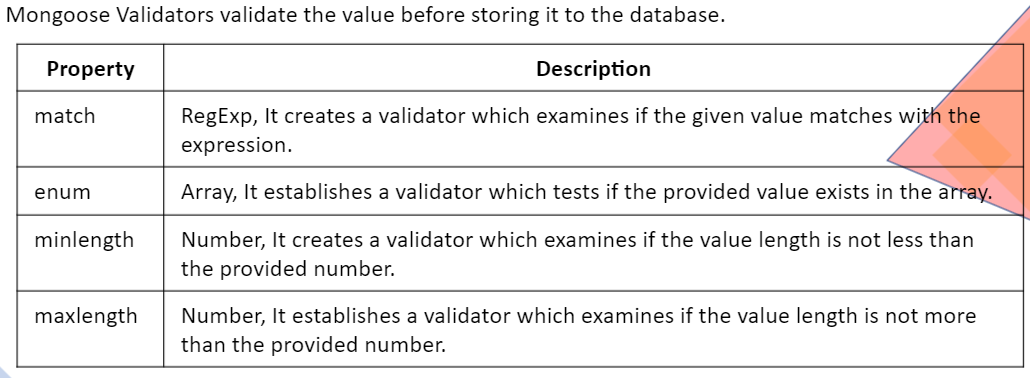 Mongoose Validators validate the value before storing it to the database.
Property Description
match RegExp, It creates a validator which examines if the given value matches with the
expression.
enum Array, It establishes a validator which tests if the provided value exists in the array.
minlength Number, It creates a validator which examines if the value length is not less than
the provided number.
maxlength Number, It establishes a validator which examines if the value length is not more
than the provided number.